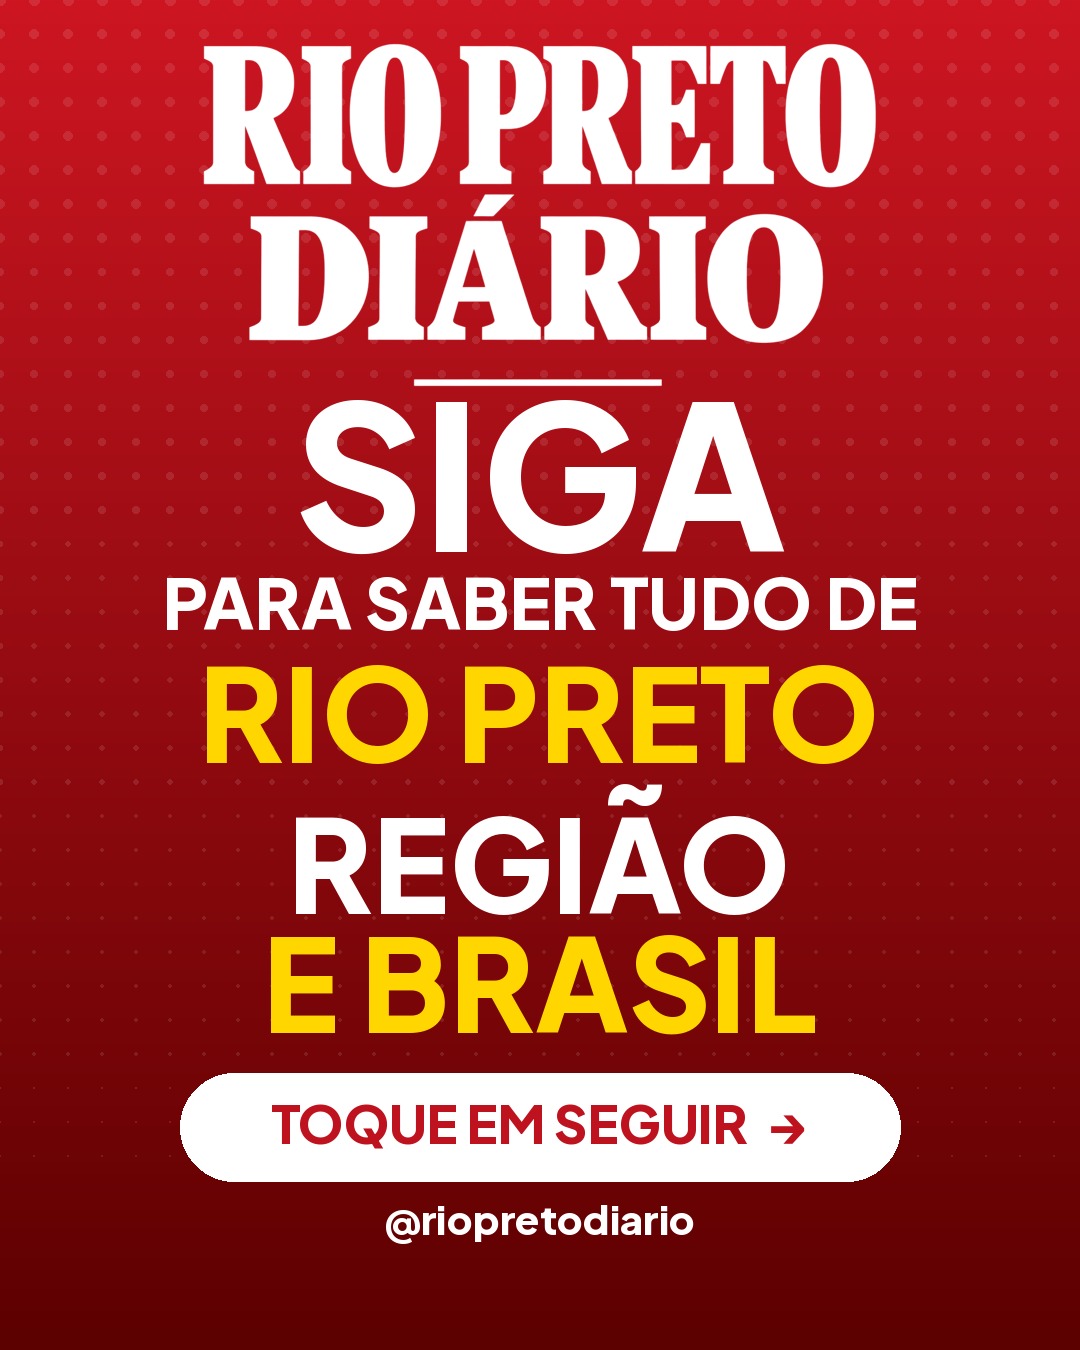 RIO PRETO
DIÁRIO
SIGA
PARA SABER TUDO DE
RIO PRETO
REGIÃO
E BRASIL
TOQUE EM SEGUIR →
@riopretodiario